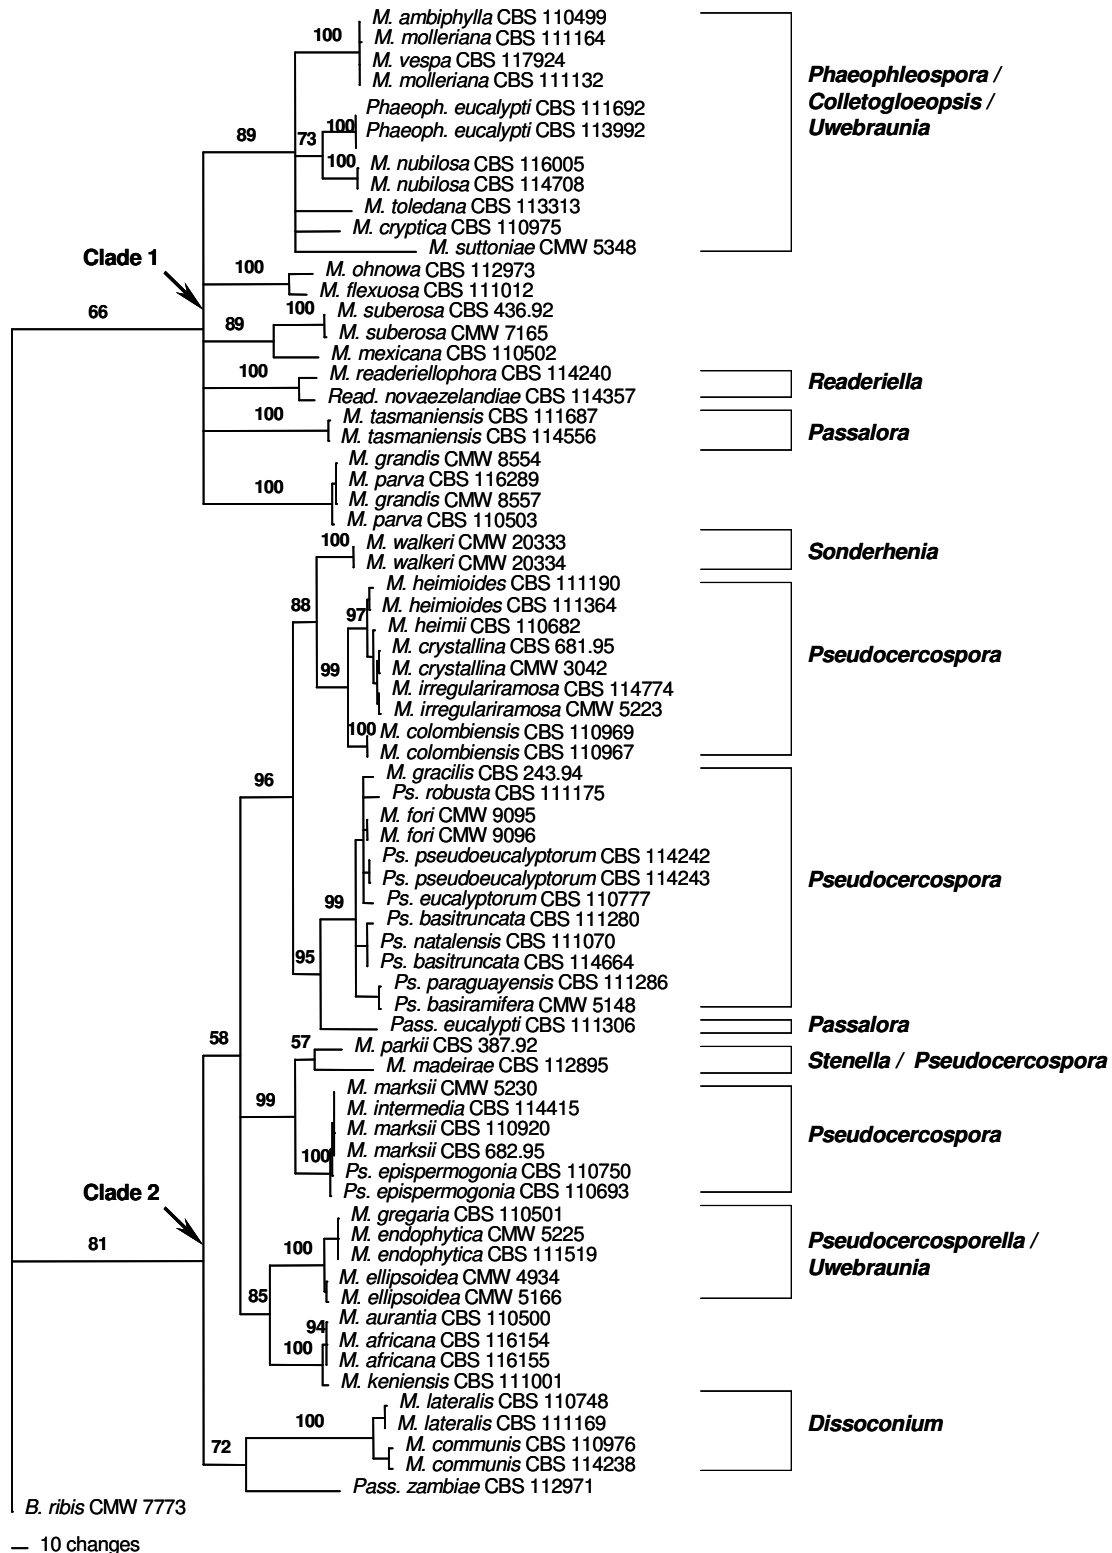 M. ambiphylla CBS 110499
100
M. molleriana CBS 111164
M. vespa CBS 117924
M. molleriana CBS 111132
Phaeophleospora /
Colletogloeopsis /
Uwebraunia
Phaeoph. eucalypti CBS 111692
100
Phaeoph. eucalypti CBS 113992
89
73
100
M. nubilosa CBS 116005
M. nubilosa CBS 114708
M. toledana CBS 113313
M. cryptica CBS 110975
M. suttoniae CMW 5348
Clade 1
100
M. ohnowa CBS 112973
M. flexuosa CBS 111012
66
100
M. suberosa CBS 436.92
89
M. suberosa CMW 7165
M. mexicana CBS 110502
100
M. readeriellophora CBS 114240
Read. novaezelandiae CBS 114357
Readeriella
100
M. tasmaniensis CBS 111687
M. tasmaniensis CBS 114556
Passalora
M. grandis CMW 8554
M. parva CBS 116289
100
M. grandis CMW 8557
M. parva CBS 110503
100
M. walkeri CMW 20333
M. walkeri CMW 20334
Sonderhenia
M. heimioides CBS 111190
88
M. heimioides CBS 111364
97
M. heimii CBS 110682
M. crystallina CBS 681.95
Pseudocercospora
99
M. crystallina CMW 3042
M. irregulariramosa CBS 114774
M. irregulariramosa CMW 5223
100
M. colombiensis CBS 110969
M. colombiensis CBS 110967
96
M. gracilis CBS 243.94
Ps. robusta CBS 111175
M. fori CMW 9095
M. fori CMW 9096
Ps. pseudoeucalyptorum CBS 114242
Ps. pseudoeucalyptorum CBS 114243
Pseudocercospora
99
Ps. eucalyptorum CBS 110777
Ps. basitruncata CBS 111280
Ps. natalensis CBS 111070
95
Ps. basitruncata CBS 114664
Ps. paraguayensis CBS 111286
Ps. basiramifera CMW 5148
Pass. eucalypti CBS 111306
Passalora
58
57
M. parkii CBS 387.92
M. madeirae CBS 112895
Stenella / Pseudocercospora
99
M. marksii CMW 5230
M. intermedia CBS 114415
M. marksii CBS 110920
Pseudocercospora
100
M. marksii CBS 682.95
Ps. epispermogonia CBS 110750
Ps. epispermogonia CBS 110693
Clade 2
M. gregaria CBS 110501
M. endophytica CMW 5225
81
100
M. endophytica CBS 111519
Pseudocercosporella /
Uwebraunia
M. ellipsoidea CMW 4934
85
M. ellipsoidea CMW 5166
94
M. aurantia CBS 110500
100
M. africana CBS 116154
M. africana CBS 116155
M. keniensis CBS 111001
M. lateralis CBS 110748
100
M. lateralis CBS 111169
Dissoconium
72
M. communis CBS 110976
M. communis CBS 114238
Pass. zambiae CBS 112971
B. ribis CMW 7773
10 changes